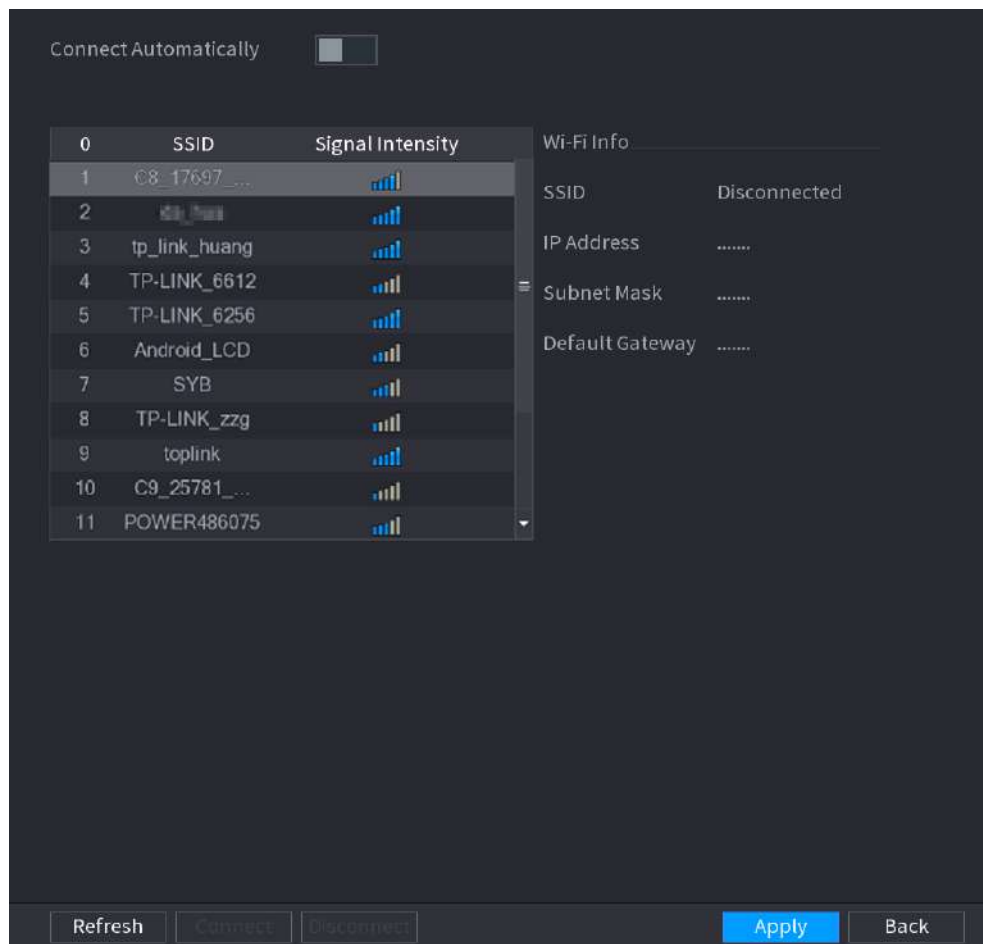 Connect Automatically
0 SSID Signal Intensity
1 C8_17697_...
2
3 tp_link_huang
4 TP-LINK_6612
5 TP-LINK_6256
6 Android_LCD
7 SYB
8 TP-LINK_zzg
9 toplink
10 C9_25781_...
11 POWER486075
Wi-Fi Info
SSID Disconnected
IP Address .......
Subnet Mask .......
Default Gateway .......
Refresh Connect Disconnect Apply Back